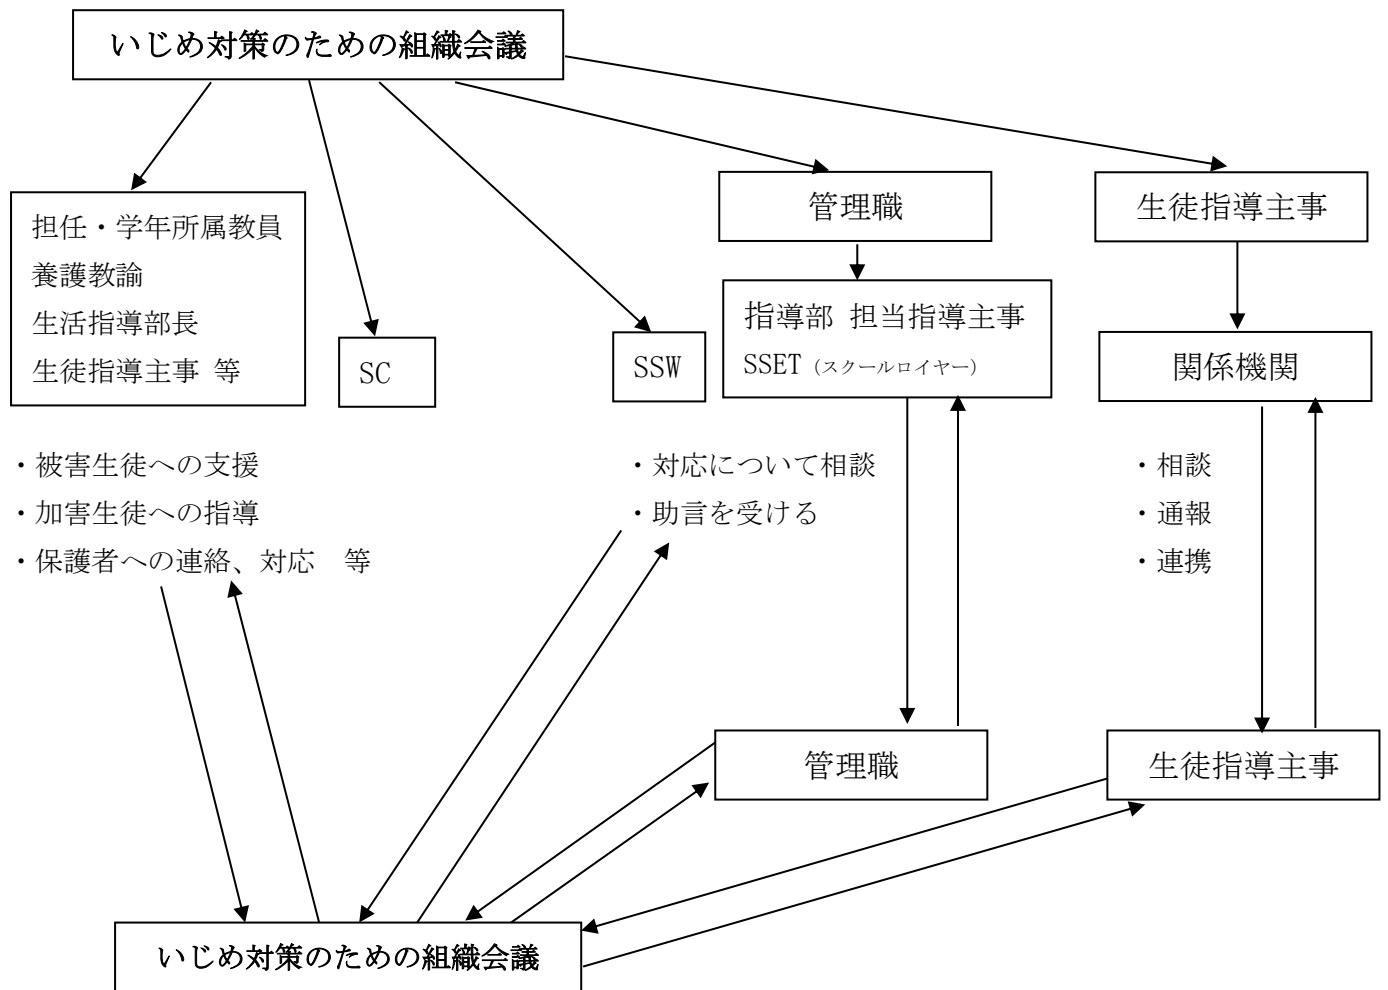 いじめ対策のための組織会議
管理職
生徒指導主事
担任・学年所属教員
養護教諭
生活指導部長
生徒指導主事 等
SC
SSW
指導部 担当指導主事
SSET (スクールロイヤー)
関係機関
・被害生徒への支援
・加害生徒への指導
・保護者への連絡、対応　等
・対応について相談
・助言を受ける
・相談
・通報
・連携
管理職
生徒指導主事
いじめ対策のための組織会議